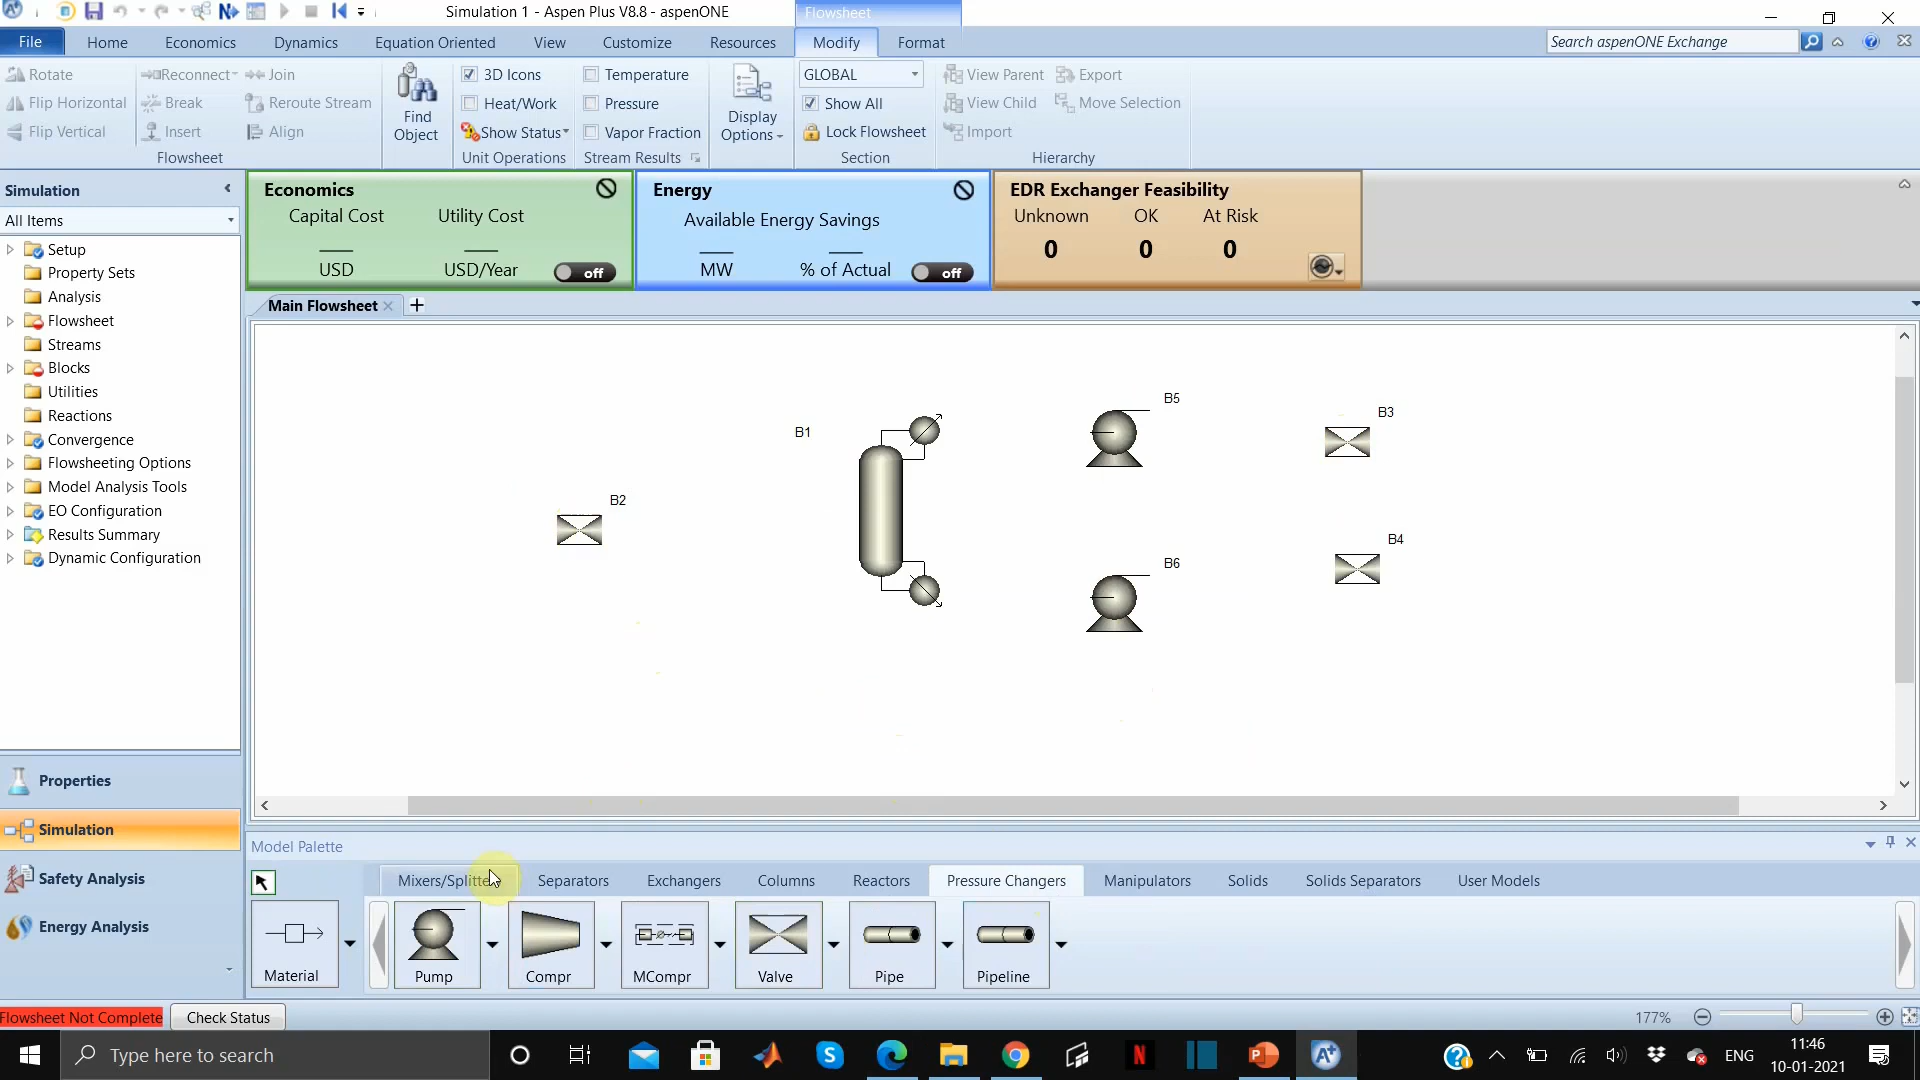 Simulation 1 - Aspen Plus V8.8 - aspenONE
Flowsheet
File Home Economics Dynamics Equation Oriented View Customize Resources Modify Format
Search aspenONE Exchange
Rotate
Flip Horizontal
Flip Vertical
Reconnect
Break
Insert
Join
Reroute Stream
Align
Flowsheet
Find
Object
3D Icons
Heat/Work
Show Status
Unit Operations
Temperature
Pressure
Vapor Fraction
Stream Results
Display
Options
GLOBAL
Show All
Lock Flowsheet
Section
View Parent
View Child
Import
Export
Move Selection
Hierarchy
Simulation
All Items
Setup
Property Sets
Analysis
Flowsheet
Streams
Blocks
Utilities
Reactions
Convergence
Flowsheeting Options
Model Analysis Tools
EO Configuration
Results Summary
Dynamic Configuration
Properties
Simulation
Safety Analysis
Energy Analysis
Economics
Capital Cost Utility Cost
USD USD/Year off
Energy
Available Energy Savings
MW % of Actual off
EDR Exchanger Feasibility
Unknown OK At Risk
0 0 0
Main Flowsheet
B5
B3
B1
B2
B4
B6
Model Palette
Mixers/Splitte Separators Exchangers Columns Reactors Pressure Changers Manipulators Solids Solids Separators User Models
Material Pump Compr MCompr Valve Pipe Pipeline
Flowsheet Not Complete Check Status 177%
Type here to search
ENG
11:46
10-01-2021